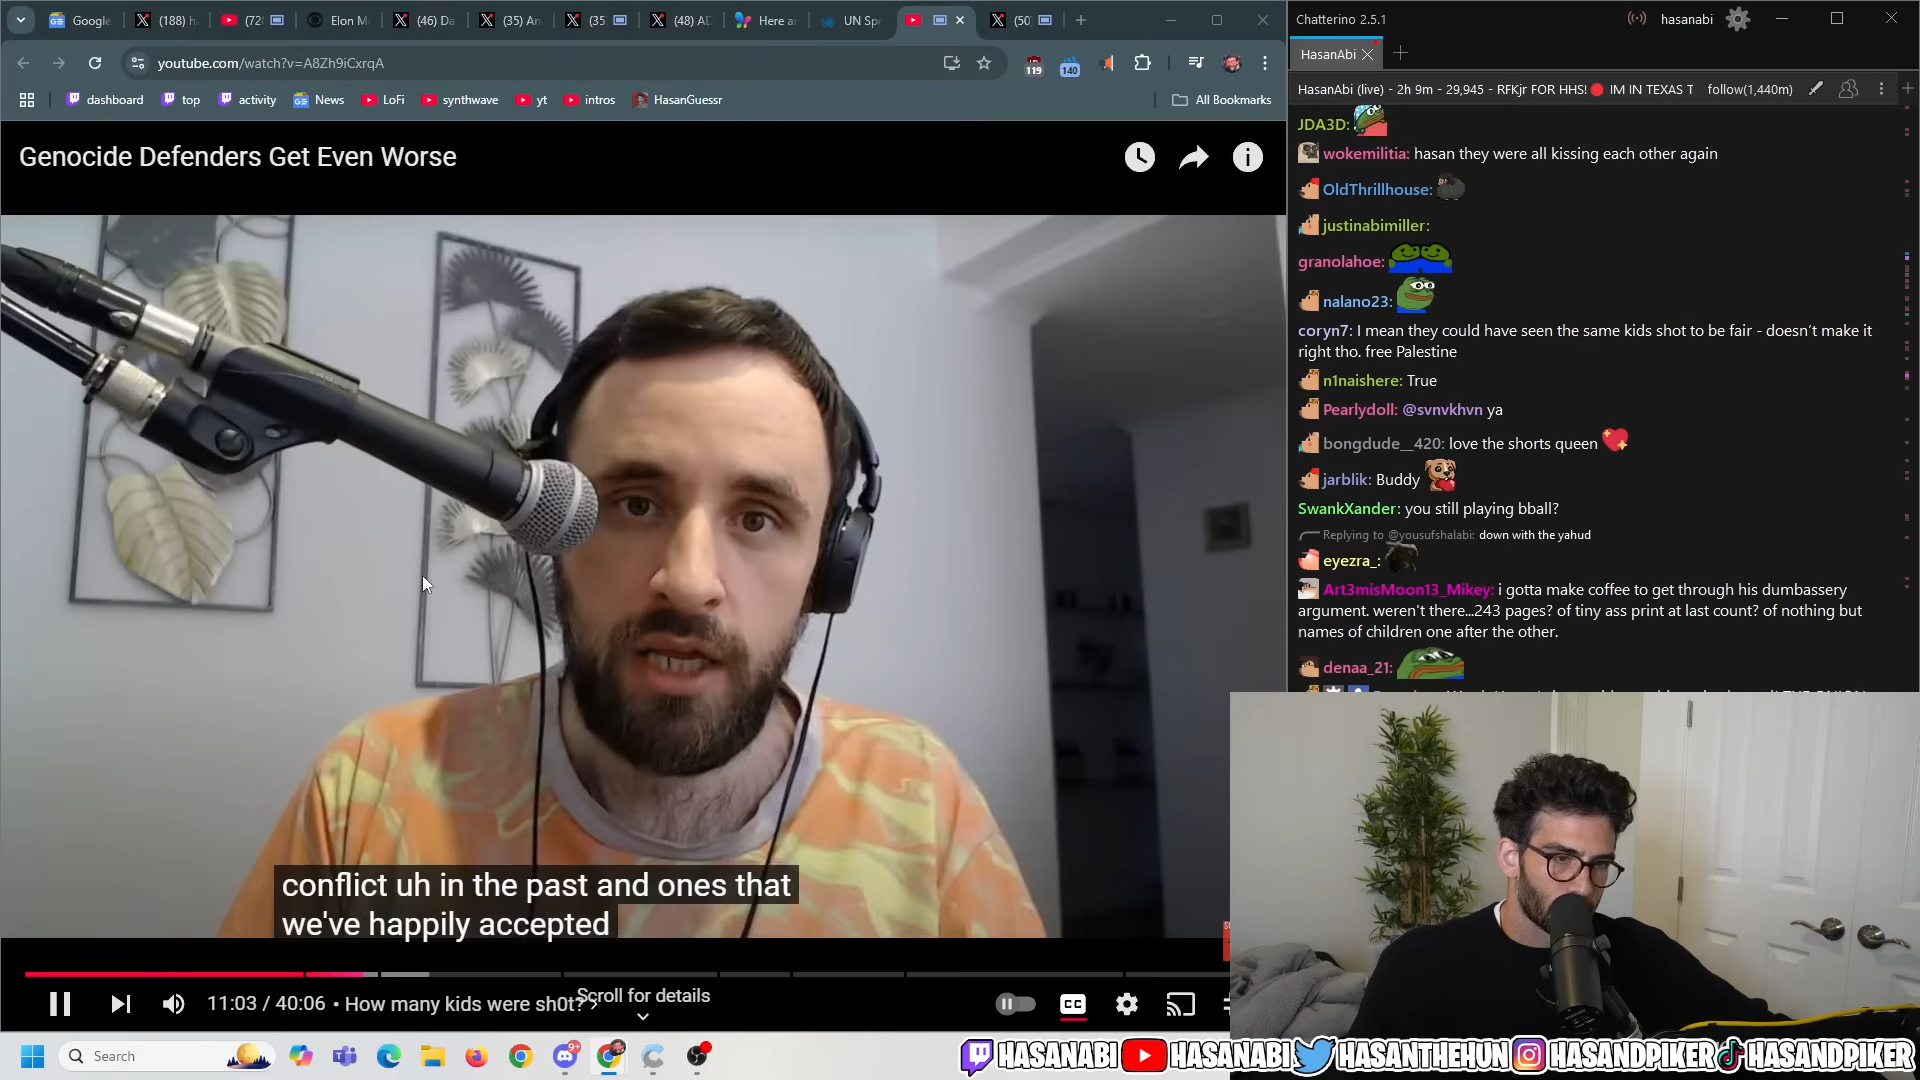 Google
(188) h
(720
Elon M
(46) Da
(35) An
(35
(48) AD
Here a
UN Spe
(50
Chatterino 2.5.1
hasanabi
youtube.com/watch?v=A8Zh9iCxrqA
119
140
HasanAbi
dashboard
top
activity
News
LoFi
synthwave
yt
intros
HasanGuessr
All Bookmarks
HasanAbi (live) - 2h 9m - 29,945 - RFKjr FOR HHS! 🔴 IM IN TEXAS T
follow(1,440m)
Genocide Defenders Get Even Worse
JDA3D:
wokemilitia: hasan they were all kissing each other again
OldThrillhouse:
justinabimiller:
granolahoe:
nalano23:
coryn7: I mean they could have seen the same kids shot to be fair - doesn't make it
right tho. free Palestine
n1naishere: True
Pearlydoll: @svnvkhvn ya
bongdude__420: love the shorts queen
jarblik: Buddy
SwankXander: you still playing bball?
Replying to @yousufshalabi: down with the yahud
eyezra_:
Art3misMoon13_Mikey: i gotta make coffee to get through his dumbassery
argument. weren't there...243 pages? of tiny ass print at last count? of nothing but
names of children one after the other.
denaa_21:
conflict uh in the past and ones that
we've happily accepted
11:03 / 40:06 • How many kids were sh0t? >
Scroll for details
CC
Search
9+
HASANABI
HASANABI
HASANTHEHUN
HASANDPIKER
HASANDPIKER